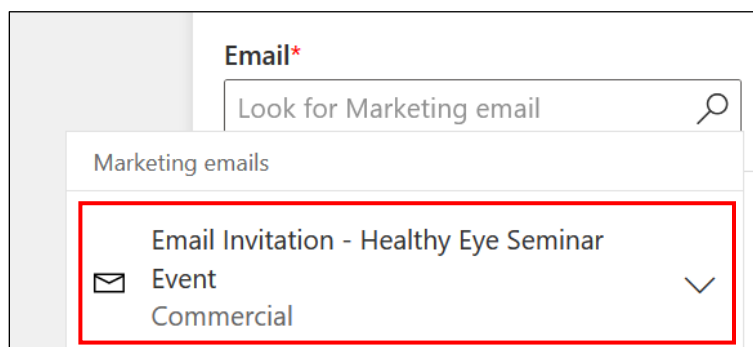 Email*
Look for Marketing email
Marketing emails
Email Invitation - Healthy Eye Seminar
Event
Commercial